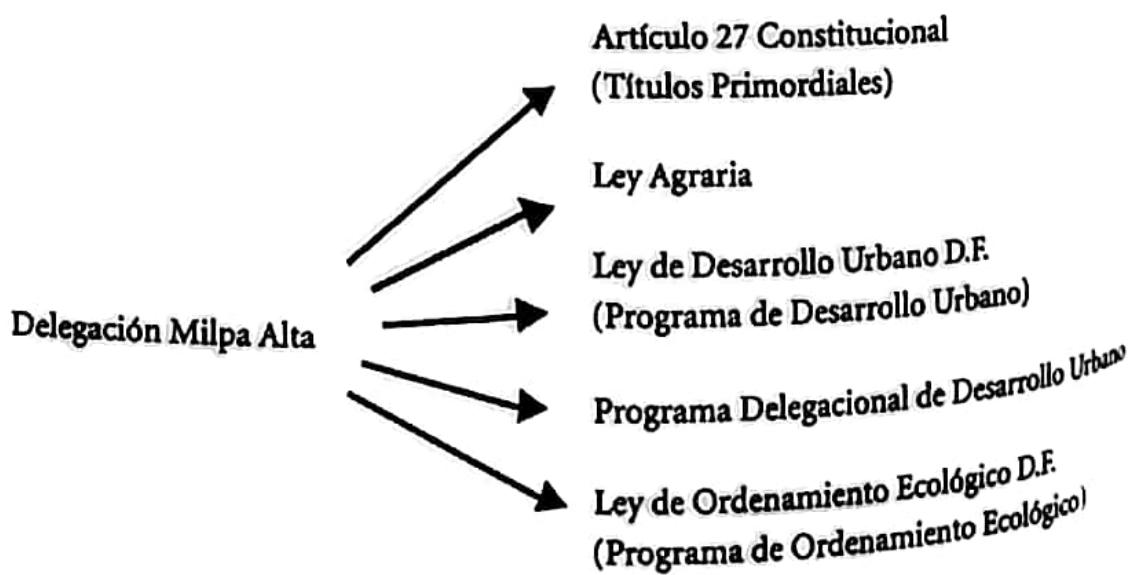 Artículo 27 Constitucional
(Títulos Primordiales)
Ley Agraria
Ley de Desarrollo Urbano D.F.
(Programa de Desarrollo Urbano)
Delegación Milpa Alta
Programa Delegacional de Desarrollo Urbano
Ley de Ordenamiento Ecológico D.F.
(Programa de Ordenamiento Ecológico)